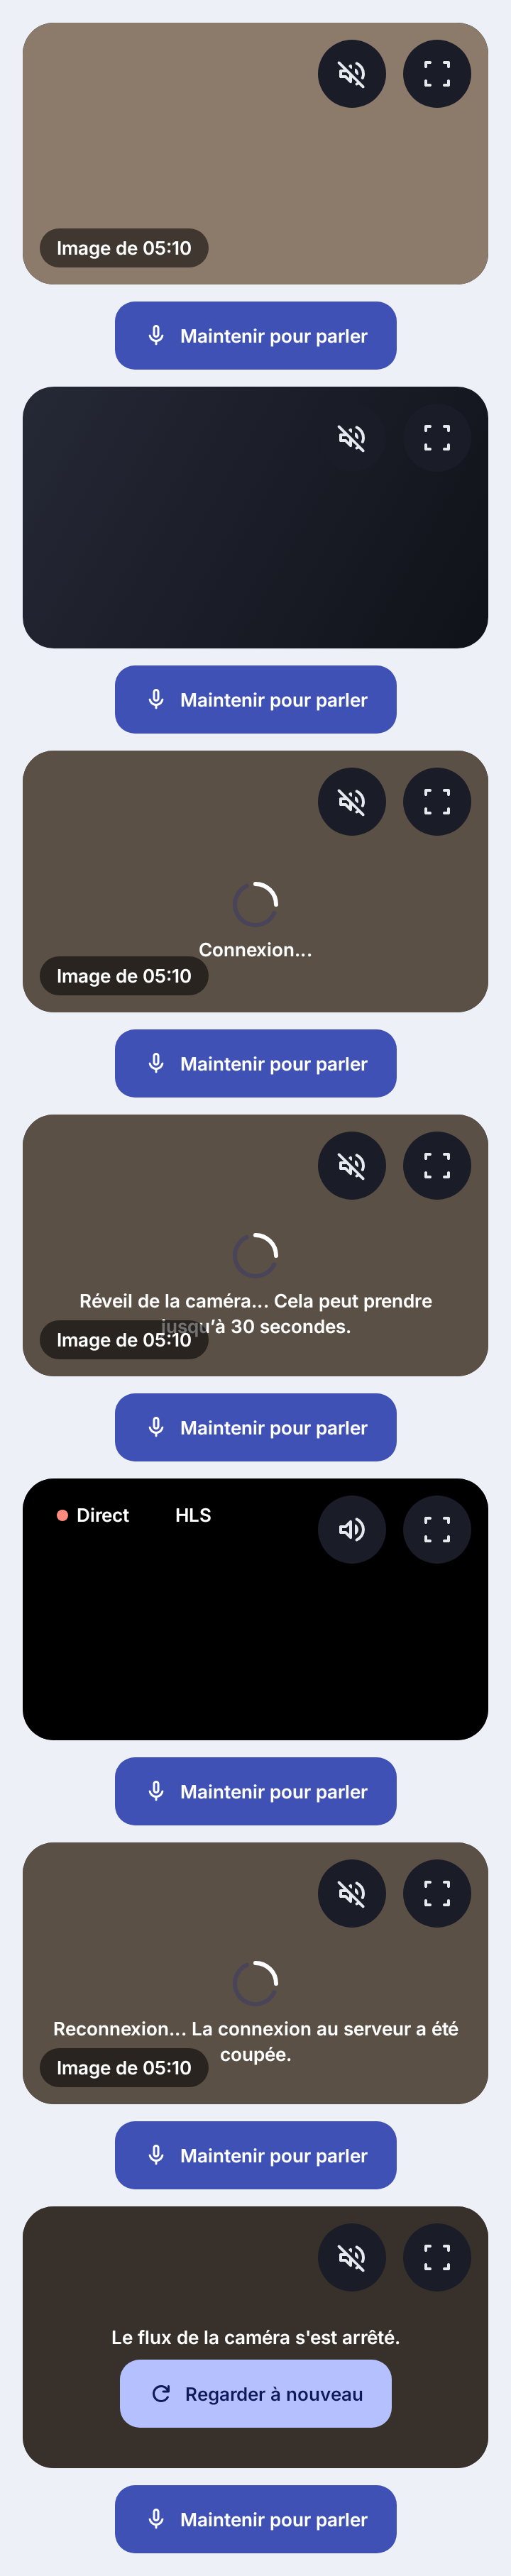 Image de 05:10
Maintenir pour parler
Maintenir pour parler
Connexion...
Image de 05:10
Maintenir pour parler
Réveil de la caméra... Cela peut prendre
jusqu’à 30 secondes.
Image de 05:10
Maintenir pour parler
Direct HLS
Maintenir pour parler
Reconnexion... La connexion au serveur a été
coupée.
Image de 05:10
Maintenir pour parler
Le flux de la caméra s'est arrêté.
Regarder à nouveau
Maintenir pour parler